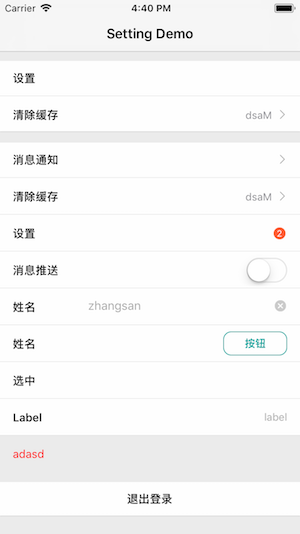 Carrier 4:40 PM
Setting Demo
设置
清除缓存 dsaM
消息通知
清除缓存 dsaM
设置 2
消息推送
姓名 zhangsan
姓名 按钮
选中
Label label
adasd
退出登录